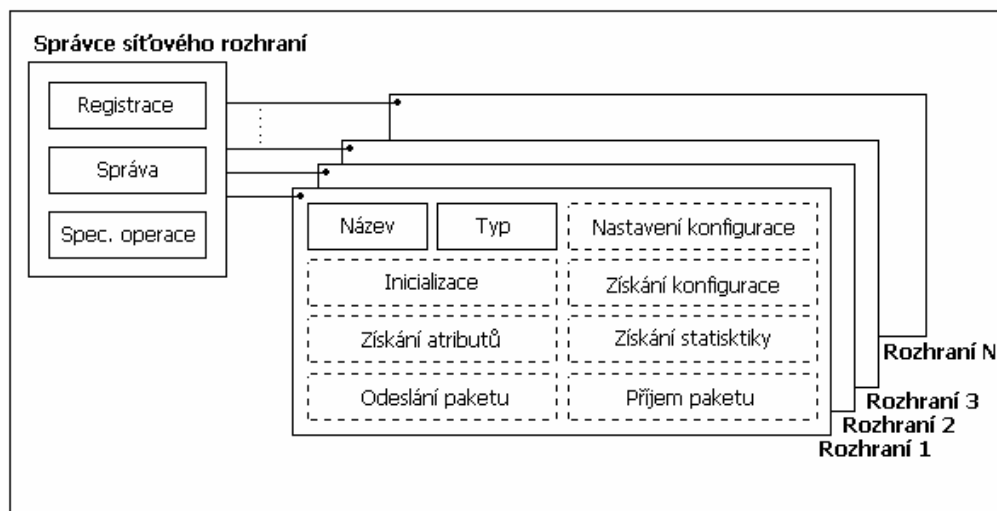 Správce síťového rozhraní
Registrace
Správa
Spec. operace
Název
Typ
Nastavení konfigurace
Inicializace
Získání konfigurace
Získání atributů
Získání statisktiky
Odeslání paketu
Příjem paketu
Rozhraní N
Rozhraní 3
Rozhraní 2
Rozhraní 1